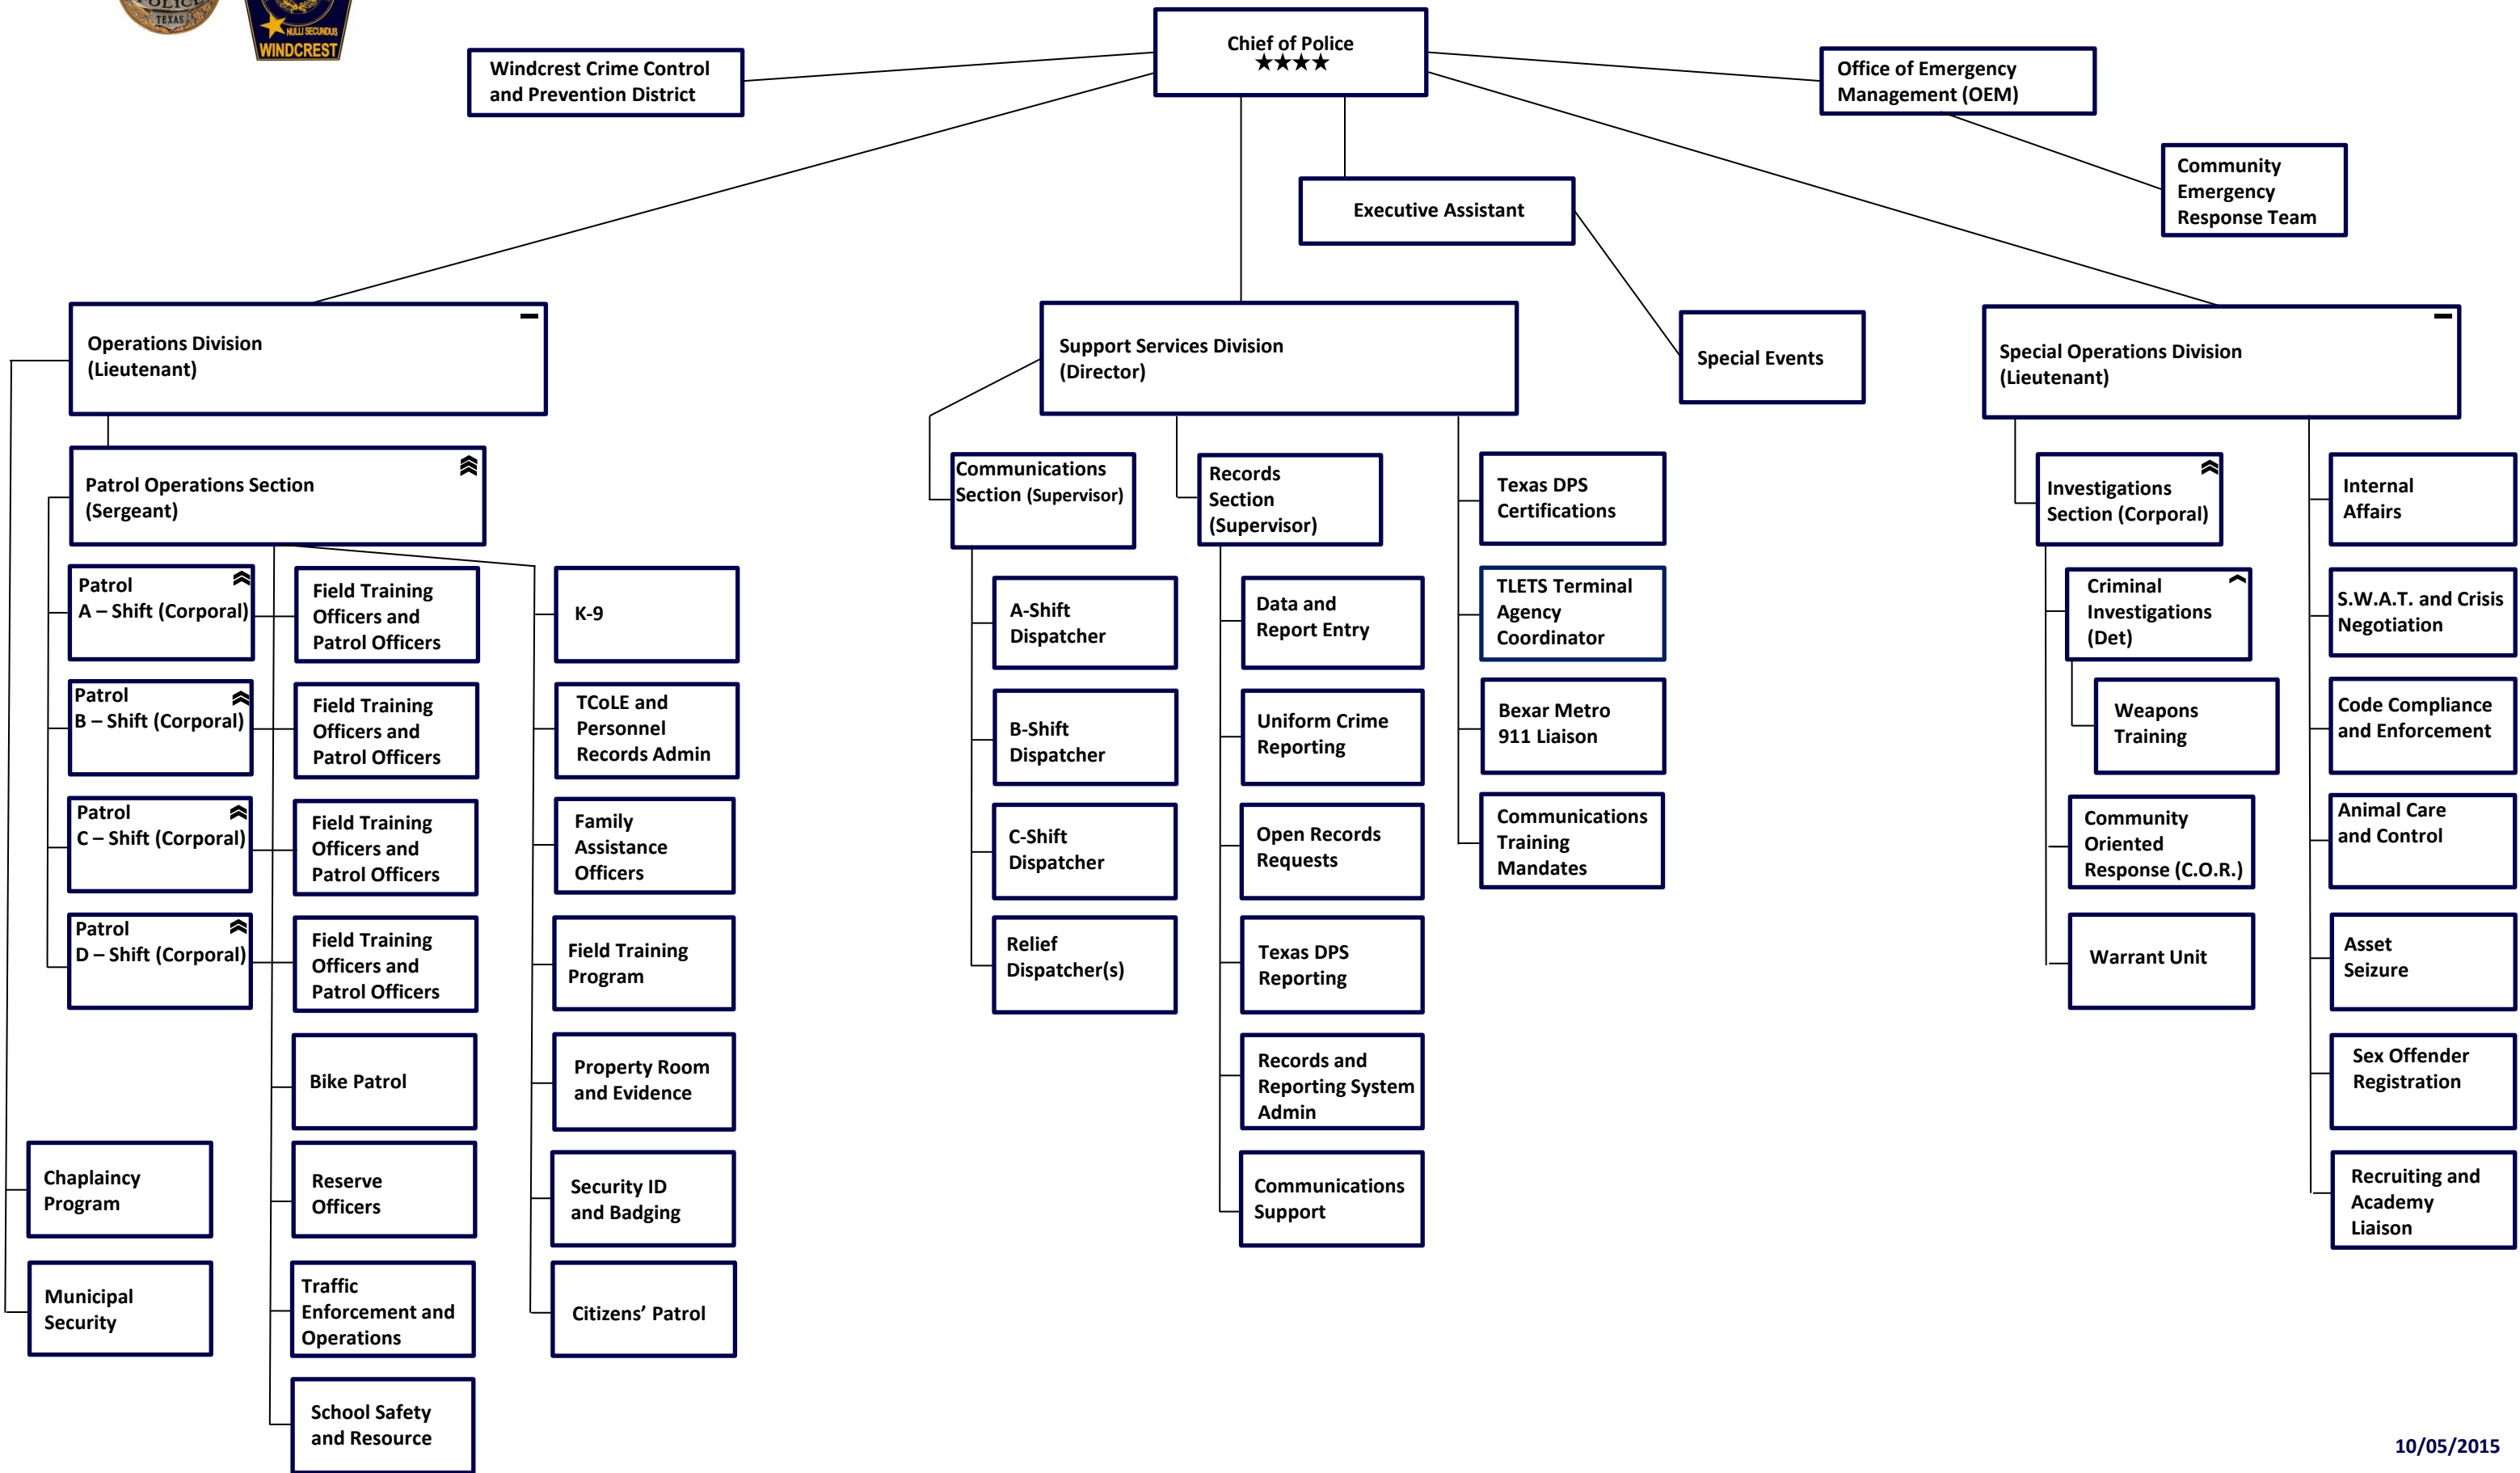 POLICE
TEXAS
NULLI SECUNDUS
WINDCREST
Chief of Police
★★★★
Windcrest Crime Control
and Prevention District
Office of Emergency
Management (OEM)
Community
Emergency
Response Team
Executive Assistant
Special Events
Operations Division
(Lieutenant)
Support Services Division
(Director)
Special Operations Division
(Lieutenant)
Patrol Operations Section
(Sergeant)
Patrol
A – Shift (Corporal)
Patrol
B – Shift (Corporal)
Patrol
C – Shift (Corporal)
Patrol
D – Shift (Corporal)
Chaplaincy
Program
Municipal
Security
Field Training
Officers and
Patrol Officers
Field Training
Officers and
Patrol Officers
Field Training
Officers and
Patrol Officers
Field Training
Officers and
Patrol Officers
Bike Patrol
Reserve
Officers
Traffic
Enforcement and
Operations
School Safety
and Resource
K-9
TCoLE and
Personnel
Records Admin
Family
Assistance
Officers
Field Training
Program
Property Room
and Evidence
Security ID
and Badging
Citizens’ Patrol
Communications
Section (Supervisor)
A-Shift
Dispatcher
B-Shift
Dispatcher
C-Shift
Dispatcher
Relief
Dispatcher(s)
Records
Section
(Supervisor)
Data and
Report Entry
Uniform Crime
Reporting
Open Records
Requests
Texas DPS
Reporting
Records and
Reporting System
Admin
Communications
Support
Texas DPS
Certifications
TLETS Terminal
Agency
Coordinator
Bexar Metro
911 Liaison
Communications
Training
Mandates
Investigations
Section (Corporal)
Criminal
Investigations
(Det)
Weapons
Training
Community
Oriented
Response (C.O.R.)
Warrant Unit
Internal
Affairs
S.W.A.T. and Crisis
Negotiation
Code Compliance
and Enforcement
Animal Care
and Control
Asset
Seizure
Sex Offender
Registration
Recruiting and
Academy
Liaison
10/05/2015